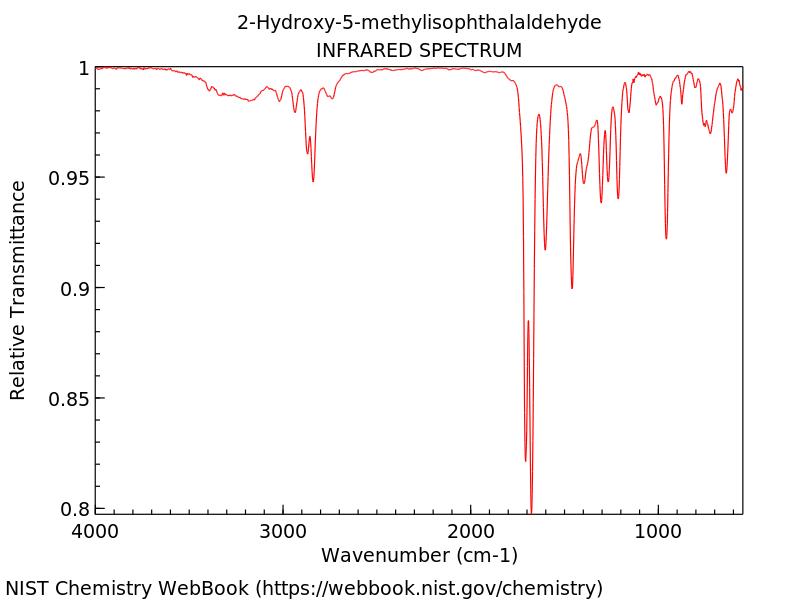 2-Hydroxy-5-methylisophthalaldehyde
INFRARED SPECTRUM
1
0.95
0.9
0.85
0.8
Relative Transmittance
4000 3000 2000 1000
Wavenumber (cm-1)
NIST Chemistry WebBook (https://webbook.nist.gov/chemistry)